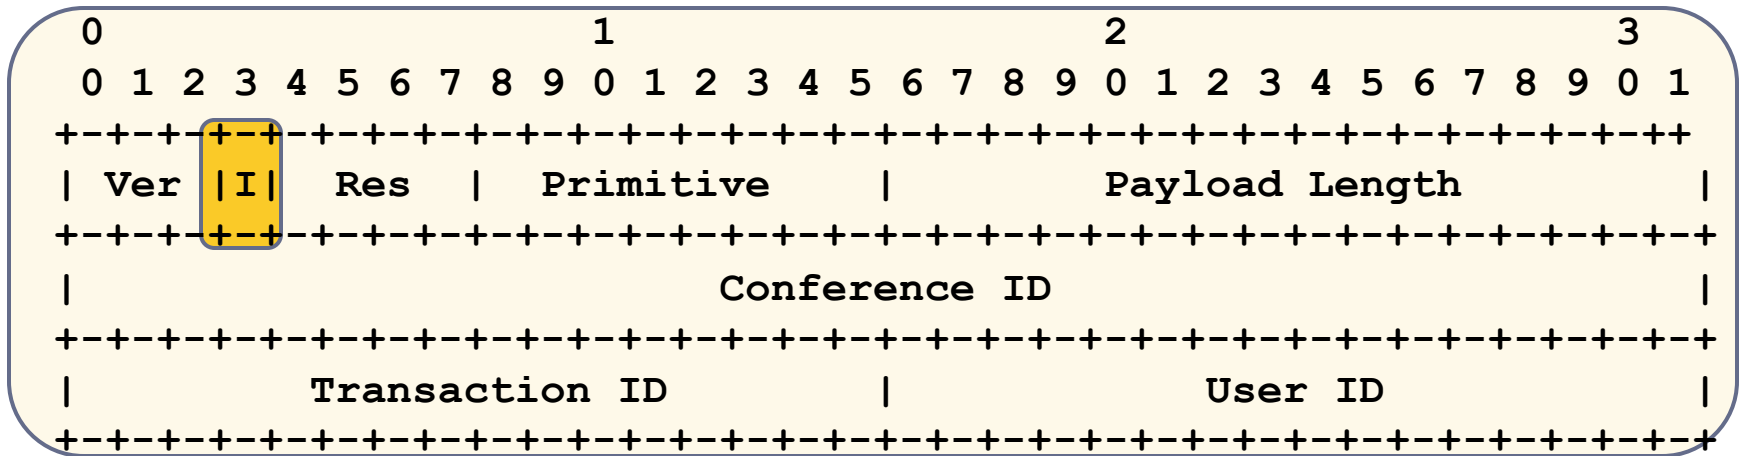 0                   1                   2                   3
 0 1 2 3 4 5 6 7 8 9 0 1 2 3 4 5 6 7 8 9 0 1 2 3 4 5 6 7 8 9 0 1
+-+-+-+-+-+-+-+-+-+-+-+-+-+-+-+-+-+-+-+-+-+-+-+-+-+-+-+-+-+-+-++
| Ver |I|  Res  |  Primitive    |        Payload Length         |
+-+-+-+-+-+-+-+-+-+-+-+-+-+-+-+-+-+-+-+-+-+-+-+-+-+-+-+-+-+-+-+-+
|                         Conference ID                         |
+-+-+-+-+-+-+-+-+-+-+-+-+-+-+-+-+-+-+-+-+-+-+-+-+-+-+-+-+-+-+-+-+
|         Transaction ID        |            User ID            |
+-+-+-+-+-+-+-+-+-+-+-+-+-+-+-+-+-+-+-+-+-+-+-+-+-+-+-+-+-+-+-+-+